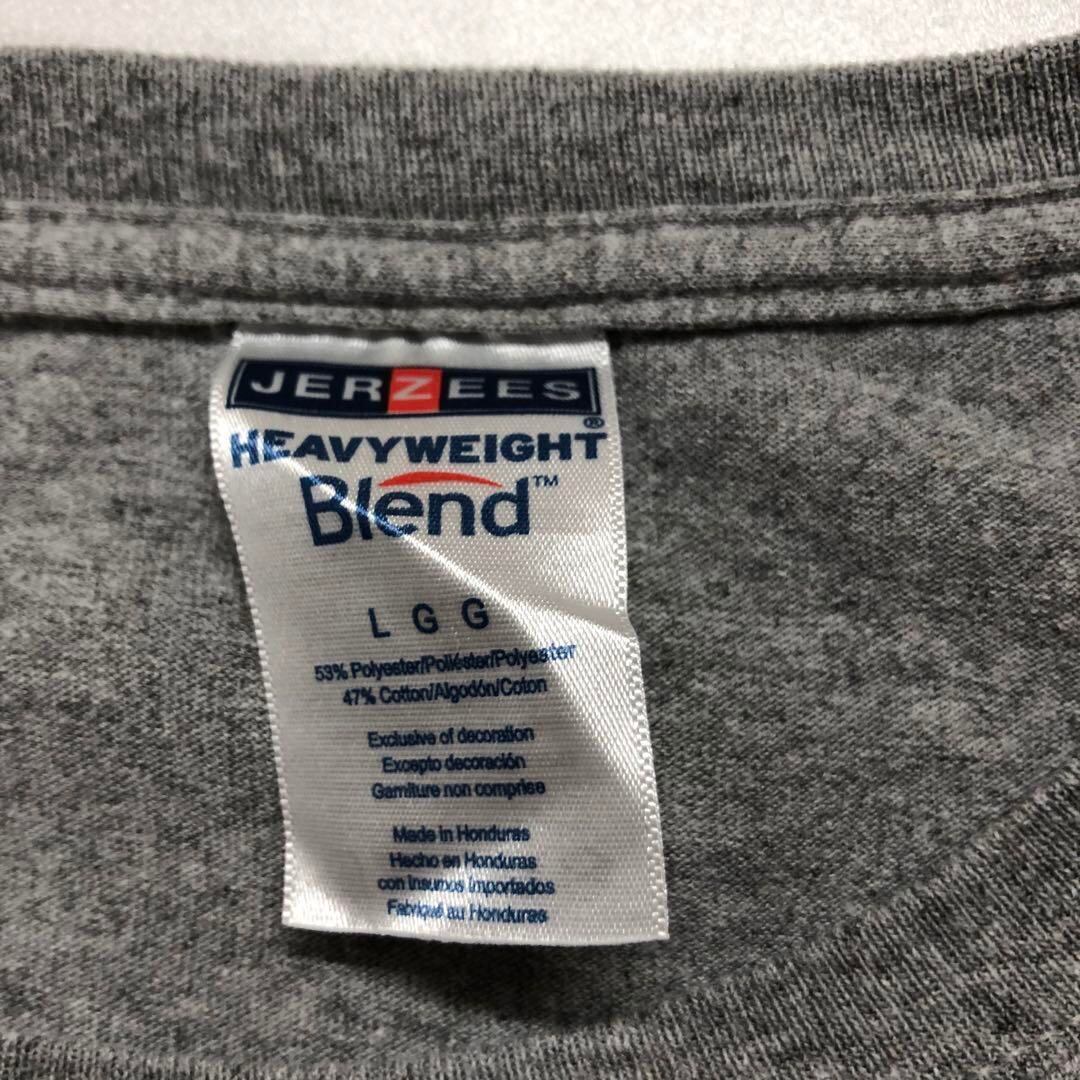 JERZEES
HEAVYWEIGHT®
Blend™
L G G
53% Polyester/Poliéster/Polyester
47% Cotton/Algodón/Coton
Exclusive of decoration
Excepto decoración
Garniture non comprise
Made in Honduras
Hecho en Honduras
con insumos importados
Fabriqué au Honduras